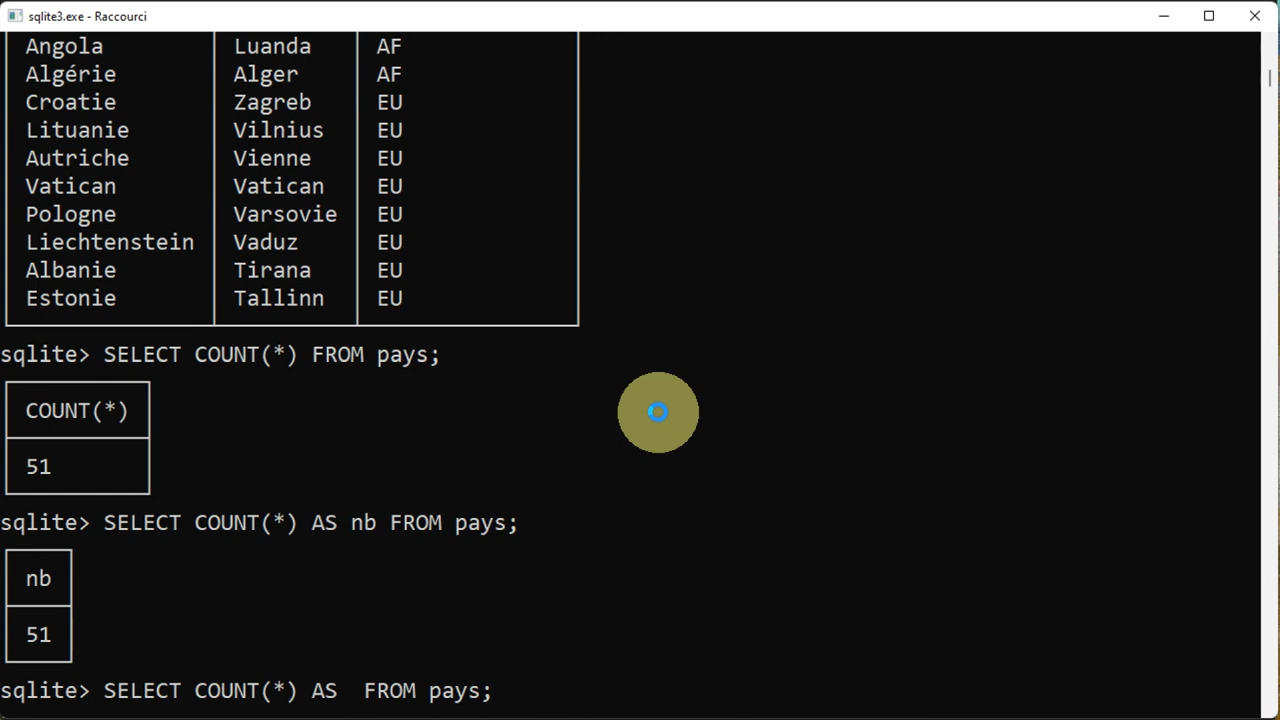 sqlite3.exe - Raccourci
Angola Luanda AF
Algérie Alger AF
Croatie Zagreb EU
Lituanie Vilnius EU
Autriche Vienne EU
Vatican Vatican EU
Pologne Varsovie EU
Liechtenstein Vaduz EU
Albanie Tirana EU
Estonie Tallinn EU
sqlite> SELECT COUNT(*) FROM pays;
COUNT(*)
51
sqlite> SELECT COUNT(*) AS nb FROM pays;
nb
51
sqlite> SELECT COUNT(*) AS  FROM pays;